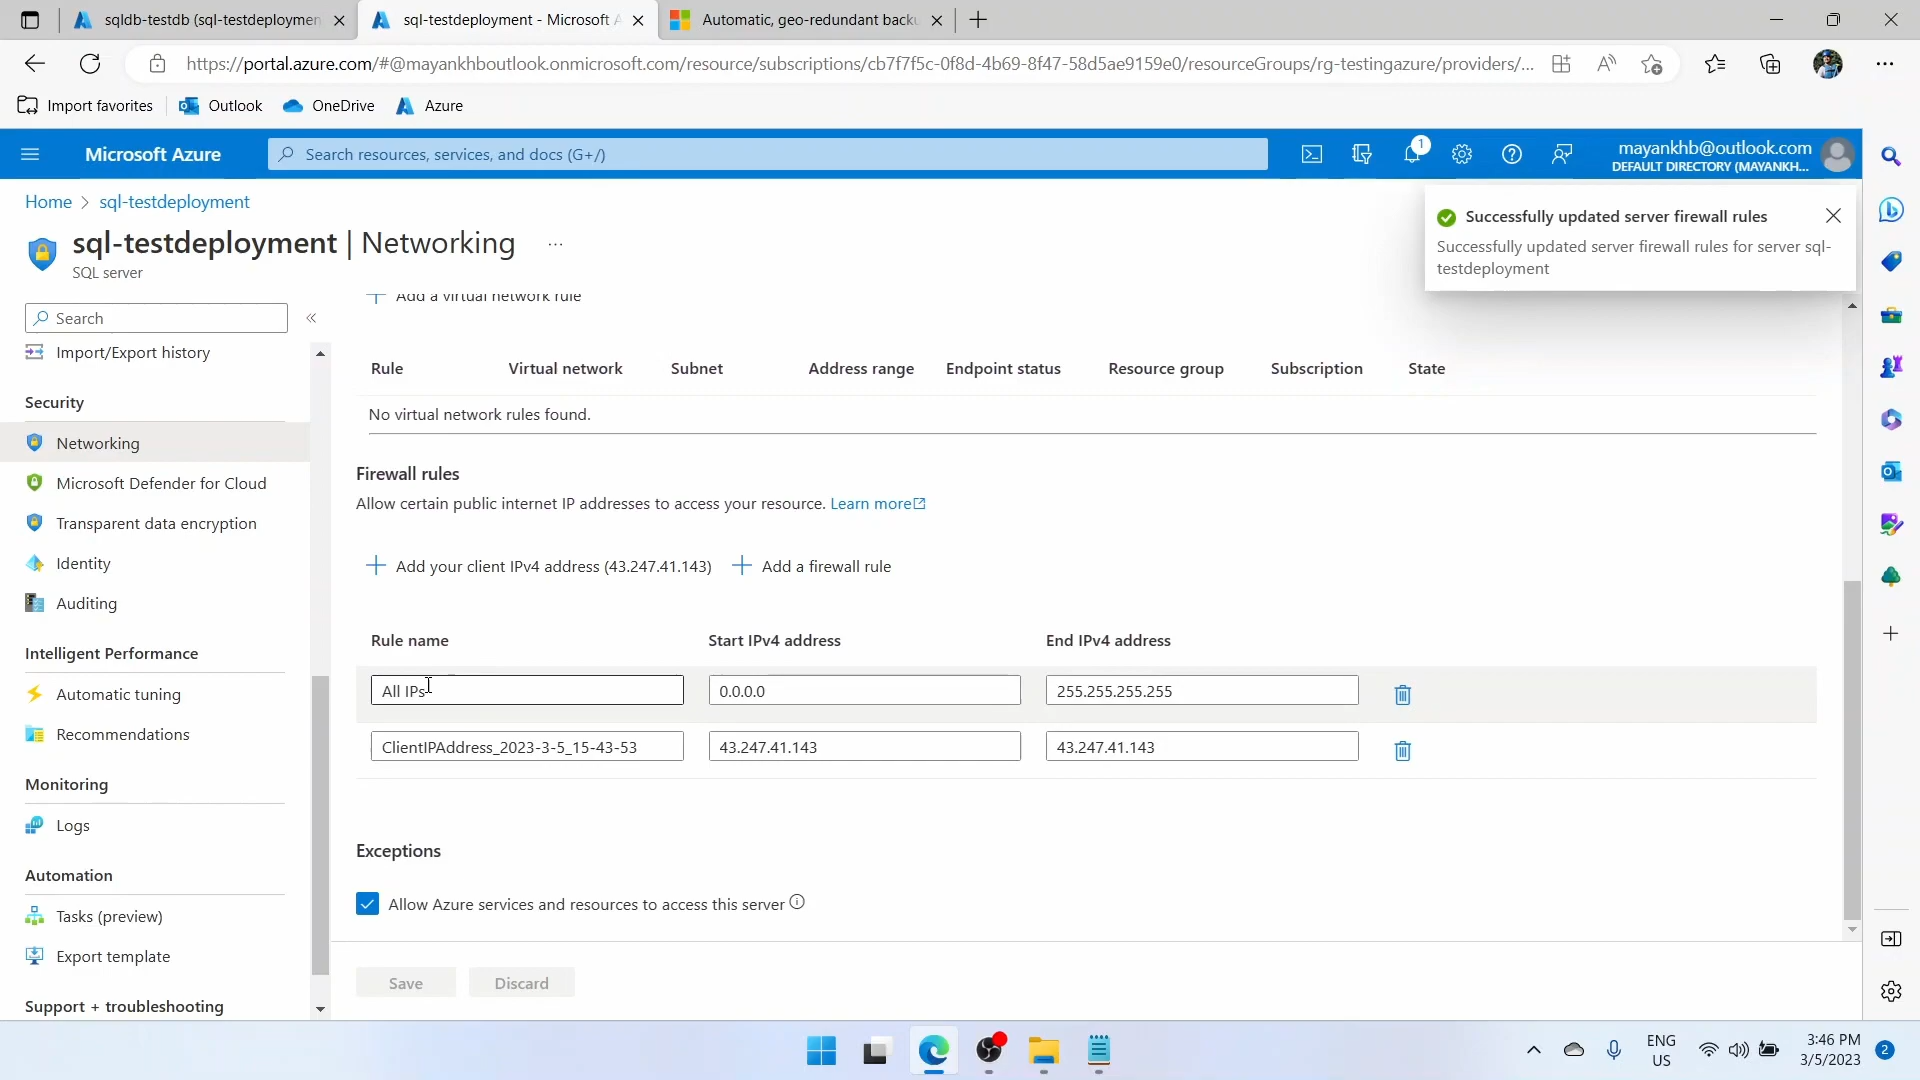 sqldb-testdb (sql-testdeploymen
sql-testdeployment - Microsoft A
Automatic, geo-redundant back
https://portal.azure.com/#@mayankhboutlook.onmicrosoft.com/resource/subscriptions/cb7f7f5c-0f8d-4b69-8f47-58d5ae9159e0/resourceGroups/rg-testingazure/providers/...
Import favorites
Outlook
OneDrive
Azure
Microsoft Azure
Search resources, services, and docs (G+/)
1
mayankhb@outlook.com
DEFAULT DIRECTORY (MAYANKH...
Home > sql-testdeployment
sql-testdeployment | Networking ...
SQL server
Successfully updated server firewall rules
Successfully updated server firewall rules for server sql-
testdeployment
Search
Import/Export history
Security
Networking
Microsoft Defender for Cloud
Transparent data encryption
Identity
Auditing
Intelligent Performance
Automatic tuning
Recommendations
Monitoring
Logs
Automation
Tasks (preview)
Export template
Support + troubleshooting
Add a virtual network rule
Rule Virtual network Subnet Address range Endpoint status Resource group Subscription State
No virtual network rules found.
Firewall rules
Allow certain public internet IP addresses to access your resource. Learn more
Add your client IPv4 address (43.247.41.143) Add a firewall rule
Rule name Start IPv4 address End IPv4 address
All IPs 0.0.0.0 255.255.255.255
ClientIPAddress_2023-3-5_15-43-53 43.247.41.143 43.247.41.143
Exceptions
Allow Azure services and resources to access this server
Save Discard
ENG
US
3:46 PM
3/5/2023
2